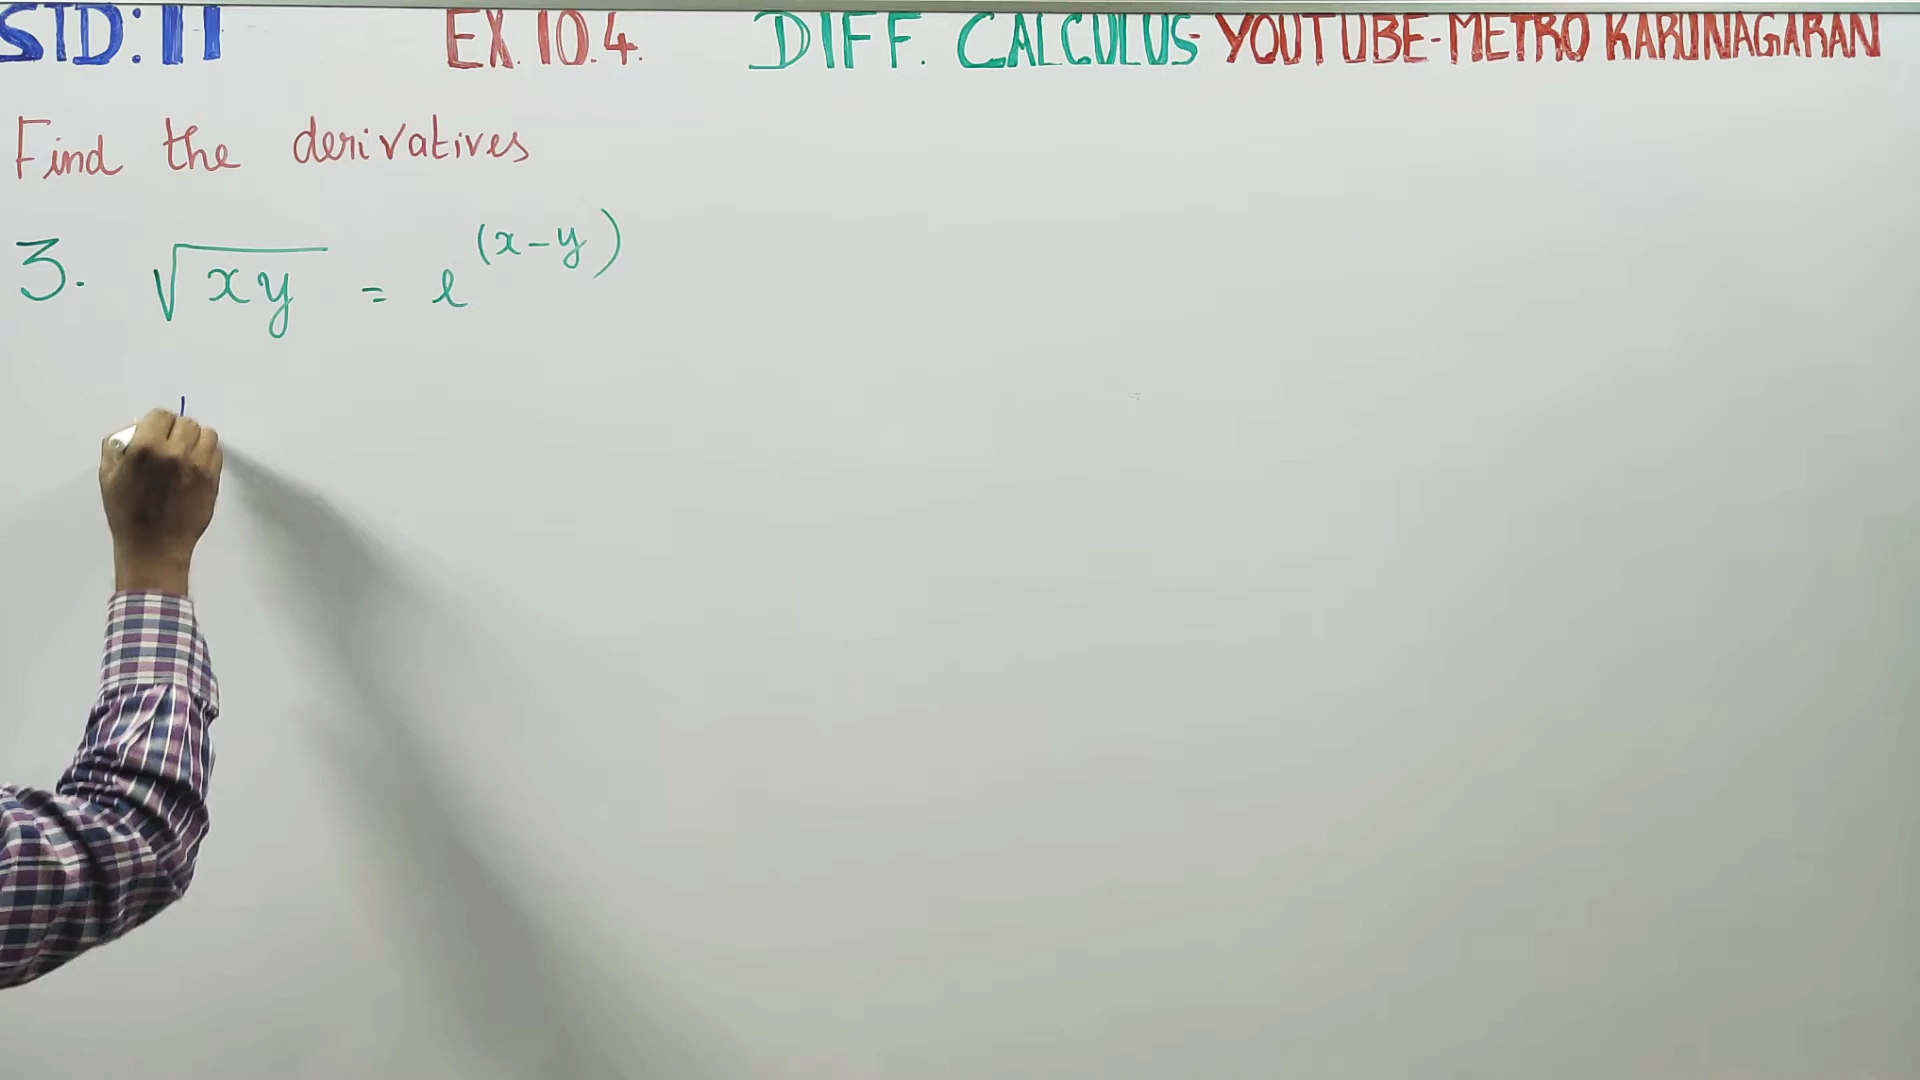 STD: 11 EX. 10.4. DIFF. CALCULUS- YOUTUBE-METRO KARUNAGARAN
Find the derivatives
3. √xy = e^(x-y)